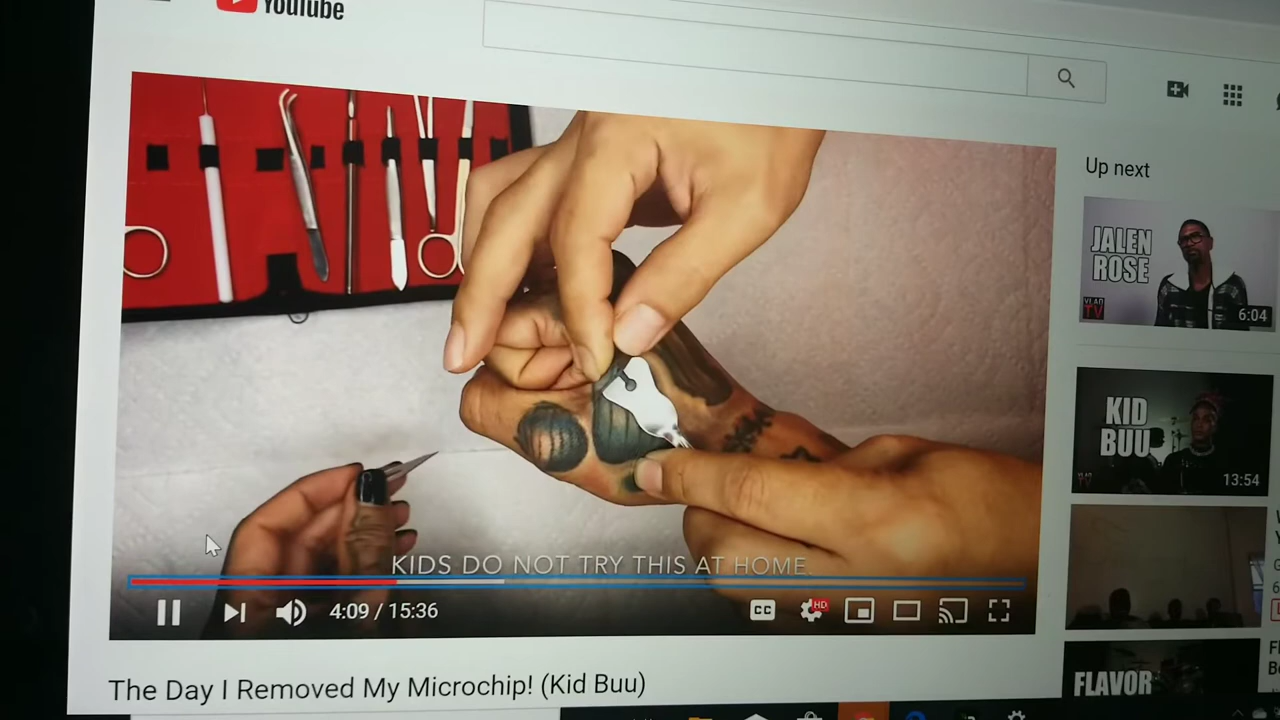 YouTube
Up next
JALEN
ROSE
VLAD
TV
6:04
KID
BUU
13:54
KIDS DO NOT TRY THIS AT HOME.
4:09 / 15:36
CC
HD
The Day I Removed My Microchip! (Kid Buu)
FLAVOR